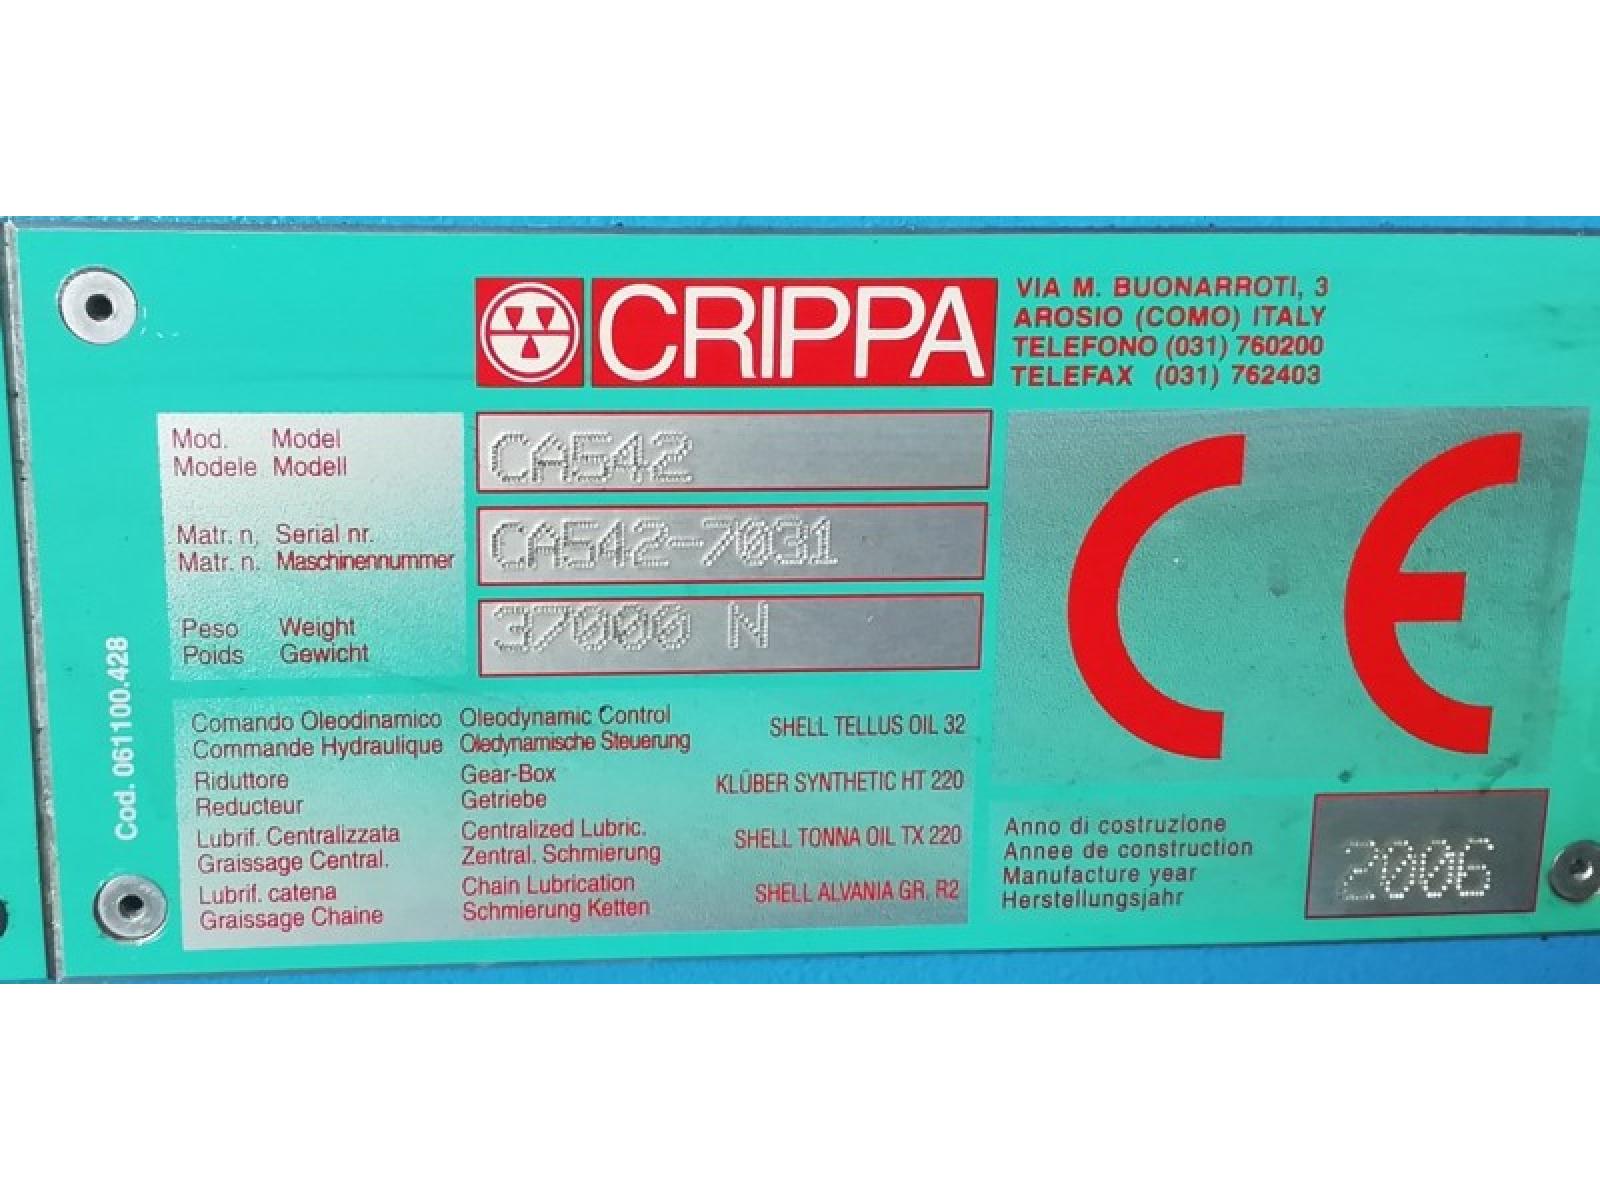 CRIPPA
VIA M. BUONARROTI, 3
AROSIO (COMO) ITALY
TELEFONO (031) 760200
TELEFAX (031) 762403
Mod. Model
Modele Modell
CA542
Matr. n. Serial nr.
Matr. n. Maschinennummer
CA542-7031
Peso Weight
Poids Gewicht
37000 N
CE
Cod. 061100.428
Comando Oleodinamico Oleodynamic Control SHELL TELLUS OIL 32
Commande Hydraulique Oledynamische Steuerung
Riduttore Gear-Box KLÜBER SYNTHETIC HT 220
Reducteur Getriebe
Lubrif. Centralizzata Centralized Lubric. SHELL TONNA OIL TX 220
Graissage Central. Zentral. Schmierung
Lubrif. catena Chain Lubrication SHELL ALVANIA GR. R2
Graissage Chaine Schmierung Ketten
Anno di costruzione
Annee de construction
Manufacture year
Herstellungsjahr
2006